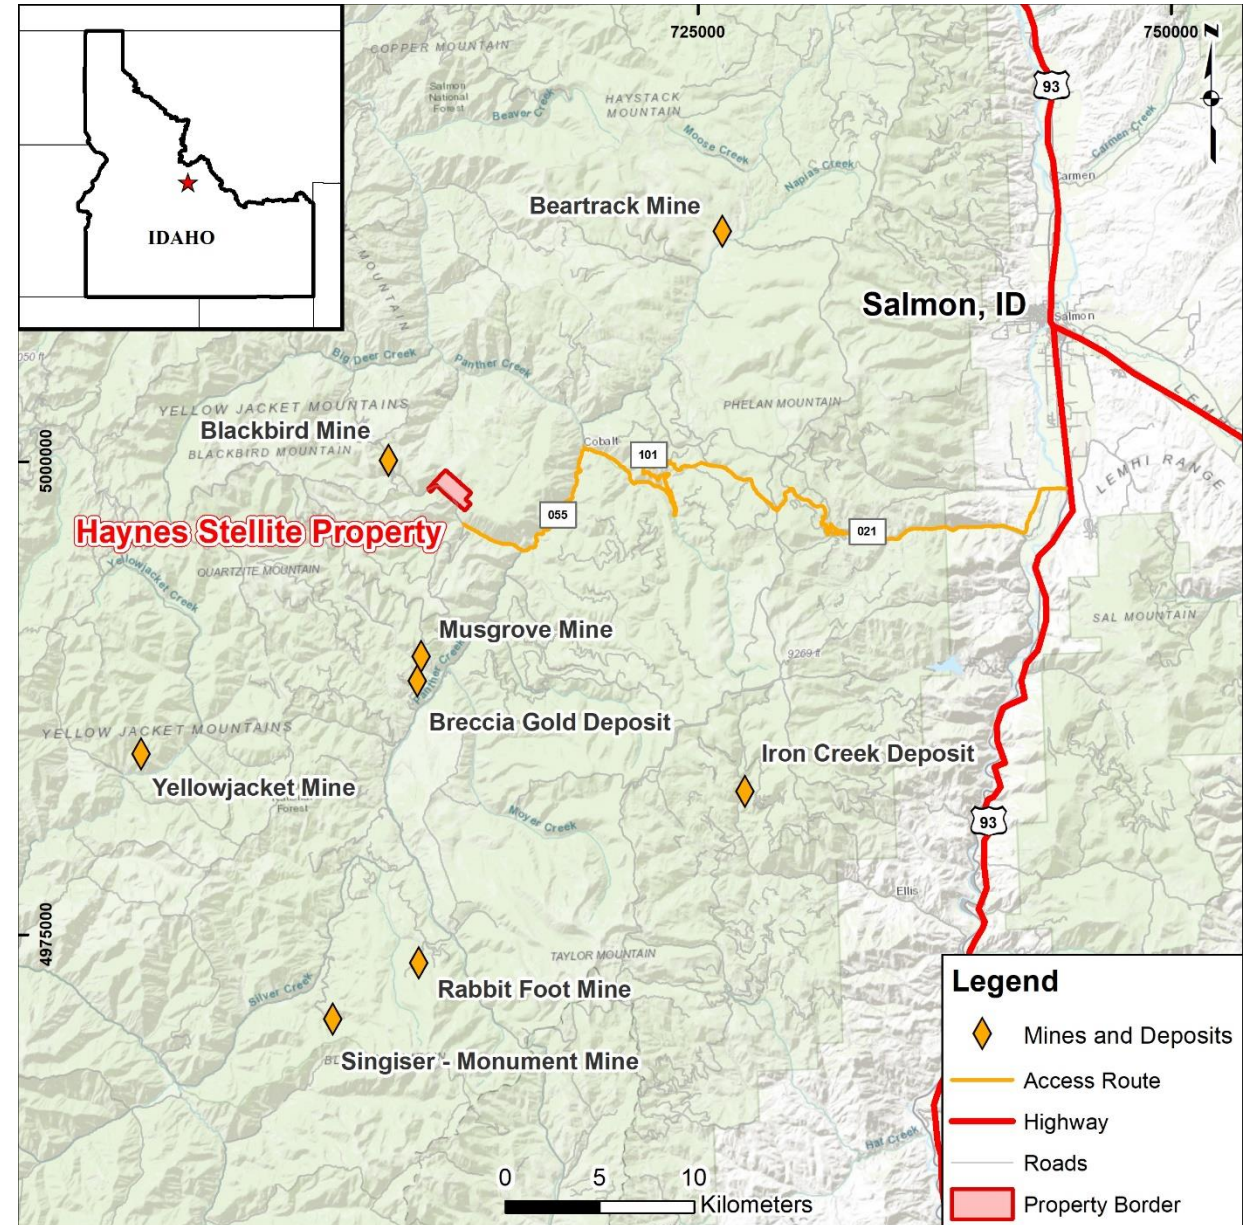 725000
750000
N
COPPER MOUNTAIN
Salmon
National
Forest
Beaver Creek
HAYSTACK
MOUNTAIN
Moose Creek
Napias Creek
93
Carmen Creek
Carmen
IDAHO
Beartrack Mine
T MOUNTAIN
Salmon, ID
Salmon
050 ft
Big Deer Creek
Panther Creek
PHELAN MOUNTAIN
LEMH
YELLOW JACKET MOUNTAINS
Blackbird Mine
BLACKBIRD MOUNTAIN
Cobalt
101
5000000
LEMHI RANGE
055
021
Haynes Stellite Property
Yellowjacket Creek
QUARTZITE MOUNTAIN
SAL MOUNTAIN
Musgrove Mine
9269 ft
Panther Creek
Breccia Gold Deposit
YELLOW JACKET MOUNTAINS
Iron Creek Deposit
Yellowjacket Mine
Forest
Moyer Creek
93
Ellis
4975000
TAYLOR MOUNTAIN
Silver Creek
Rabbit Foot Mine
Singiser - Monument Mine
Hat Creek
0 5 10
Kilometers
Legend
Mines and Deposits
Access Route
Highway
Roads
Property Border